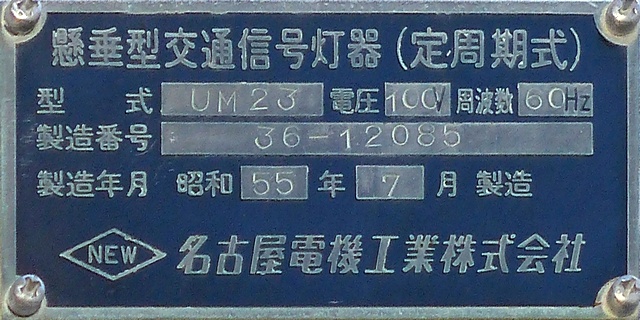 懸垂型交通信号灯器(定周期式)
型 式 UM23 電圧 100V 周波数 60Hz
製造番号 36-12085
製造年月 昭和 55 年 7 月 製造
NEW 名古屋電機工業株式会社